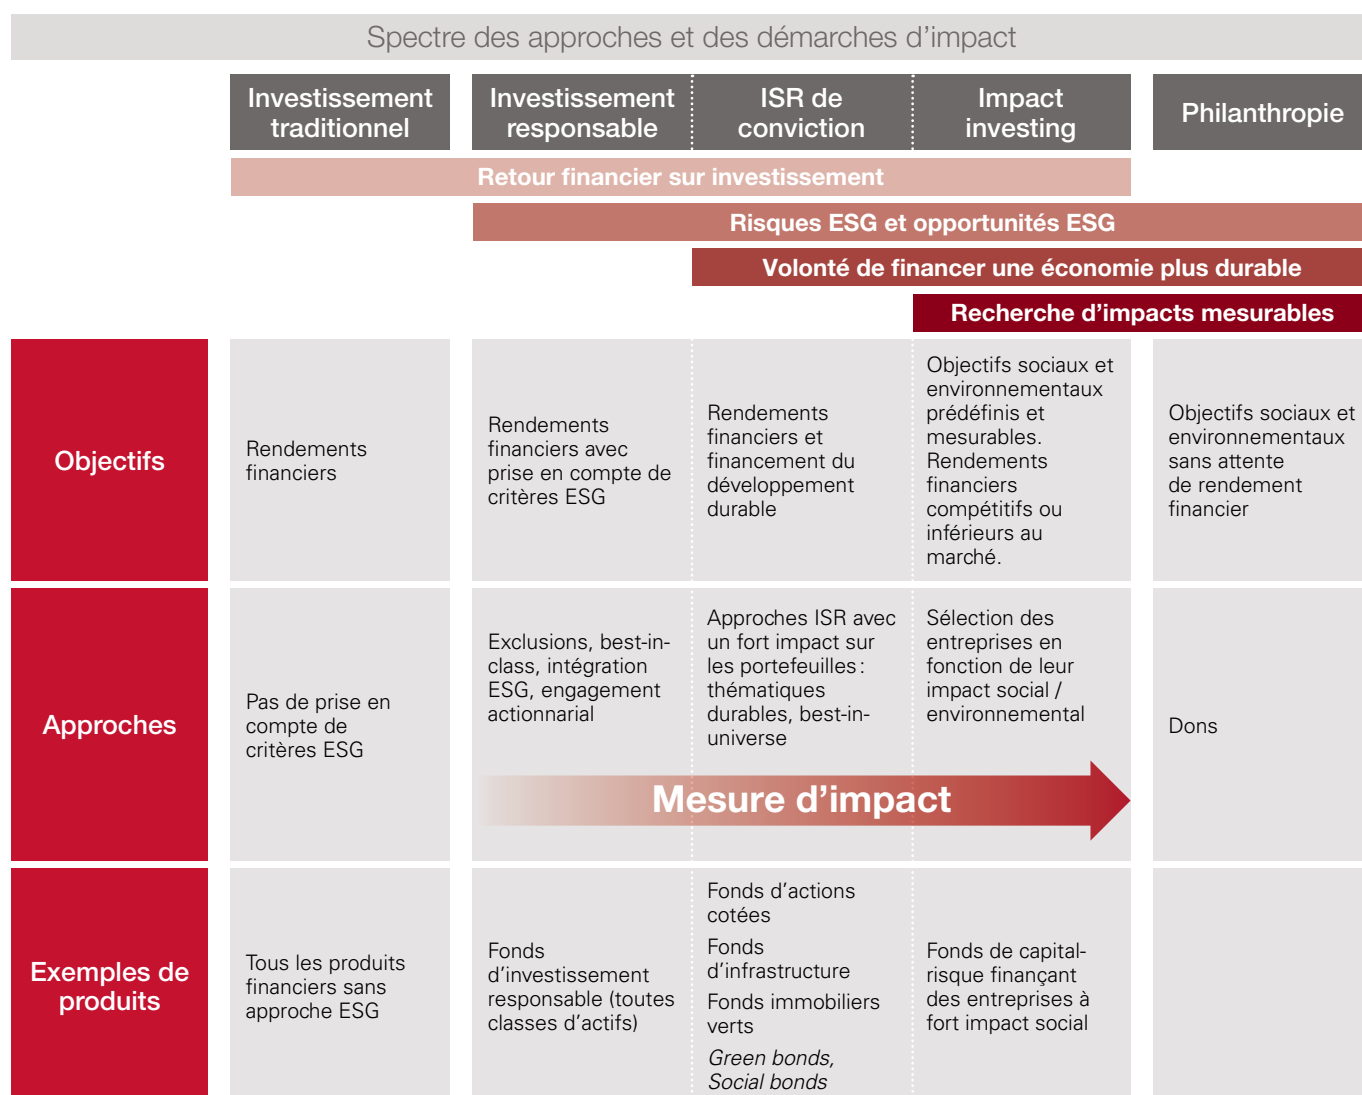 Spectre des approches et des démarches d’impact
Investissement
traditionnel
Investissement
responsable
ISR de
conviction
Impact
investing
Philanthropie
Retour financier sur investissement
Risques ESG et opportunités ESG
Volonté de financer une économie plus durable
Recherche d’impacts mesurables
Objectifs
Rendements
financiers
Rendements
financiers avec
prise en compte de
critères ESG
Rendements
financiers et
financement du
développement
durable
Objectifs sociaux et
environnementaux
prédéfinis et
mesurables.
Rendements
financiers
compétitifs ou
inférieurs au
marché.
Objectifs sociaux et
environnementaux
sans attente
de rendement
financier
Approches
Pas de prise en
compte de
critères ESG
Exclusions, best-in-
class, intégration
ESG, engagement
actionnarial
Approches ISR avec
un fort impact sur
les portefeuilles :
thématiques
durables, best-in-
universe
Sélection des
entreprises en
fonction de leur
impact social /
environnemental
Dons
Mesure d’impact
Exemples de
produits
Tous les produits
financiers sans
approche ESG
Fonds
d’investissement
responsable (toutes
classes d’actifs)
Fonds d’actions
cotées
Fonds
d’infrastructure
Fonds immobiliers
verts
Green bonds,
Social bonds
Fonds de capital-
risque finançant
des entreprises à
fort impact social